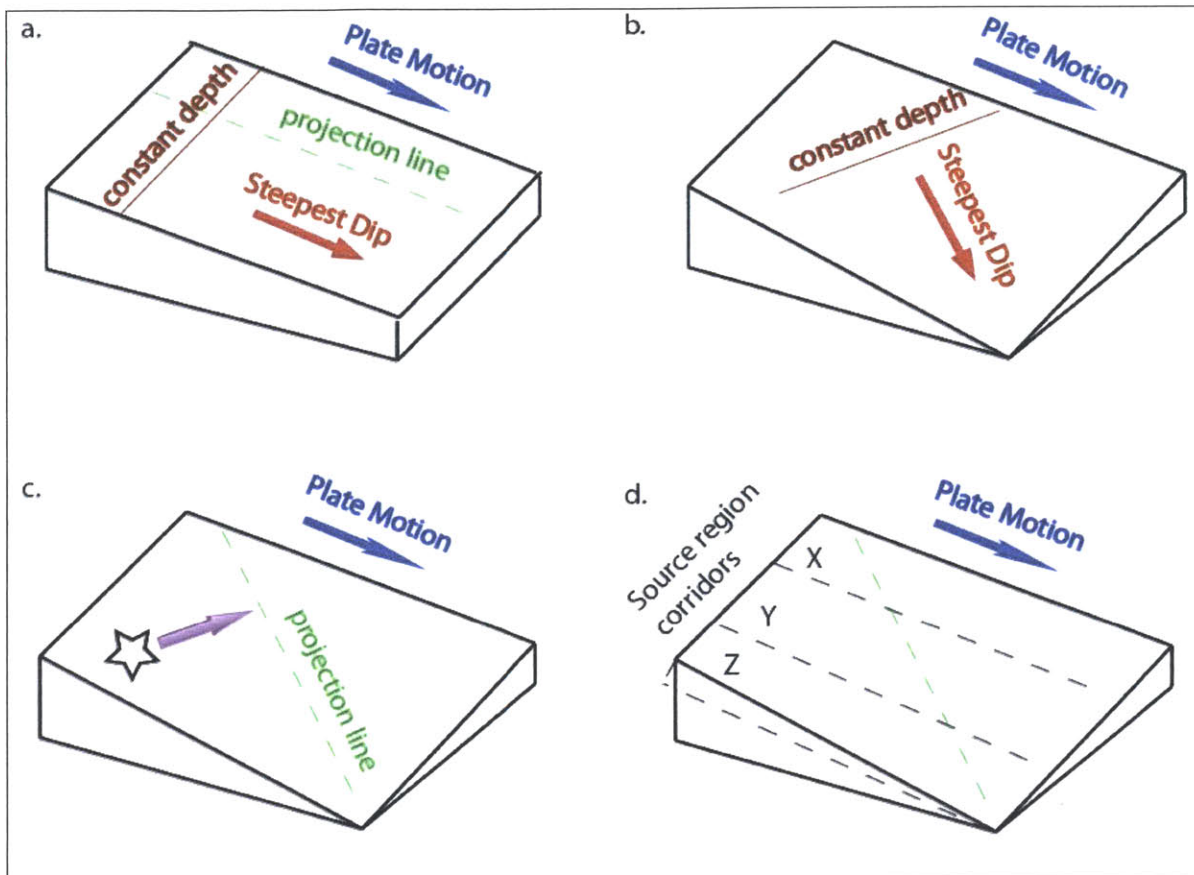 a.
Plate Motion
constant depth
projection line
Steepest Dip
b.
Plate Motion
constant depth
Steepest Dip
c.
Plate Motion
projection line
d.
Plate Motion
Source region
corridors
X
Y
Z